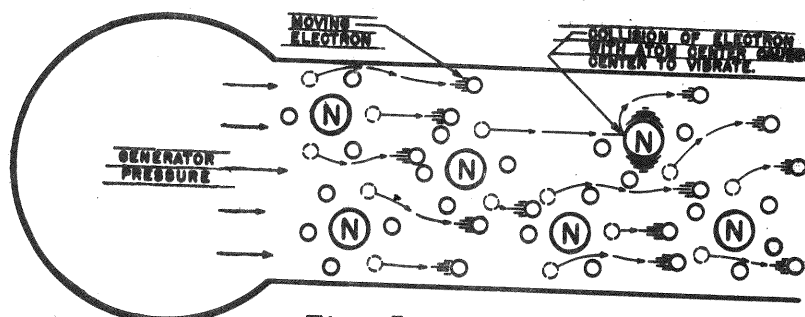 MOVING
ELECTRON
COLLISION OF ELECTRON
WITH ATOM CENTER CAUSES
CENTER TO VIBRATE.
GENERATOR
PRESSURE
N
N
N
N
N
N